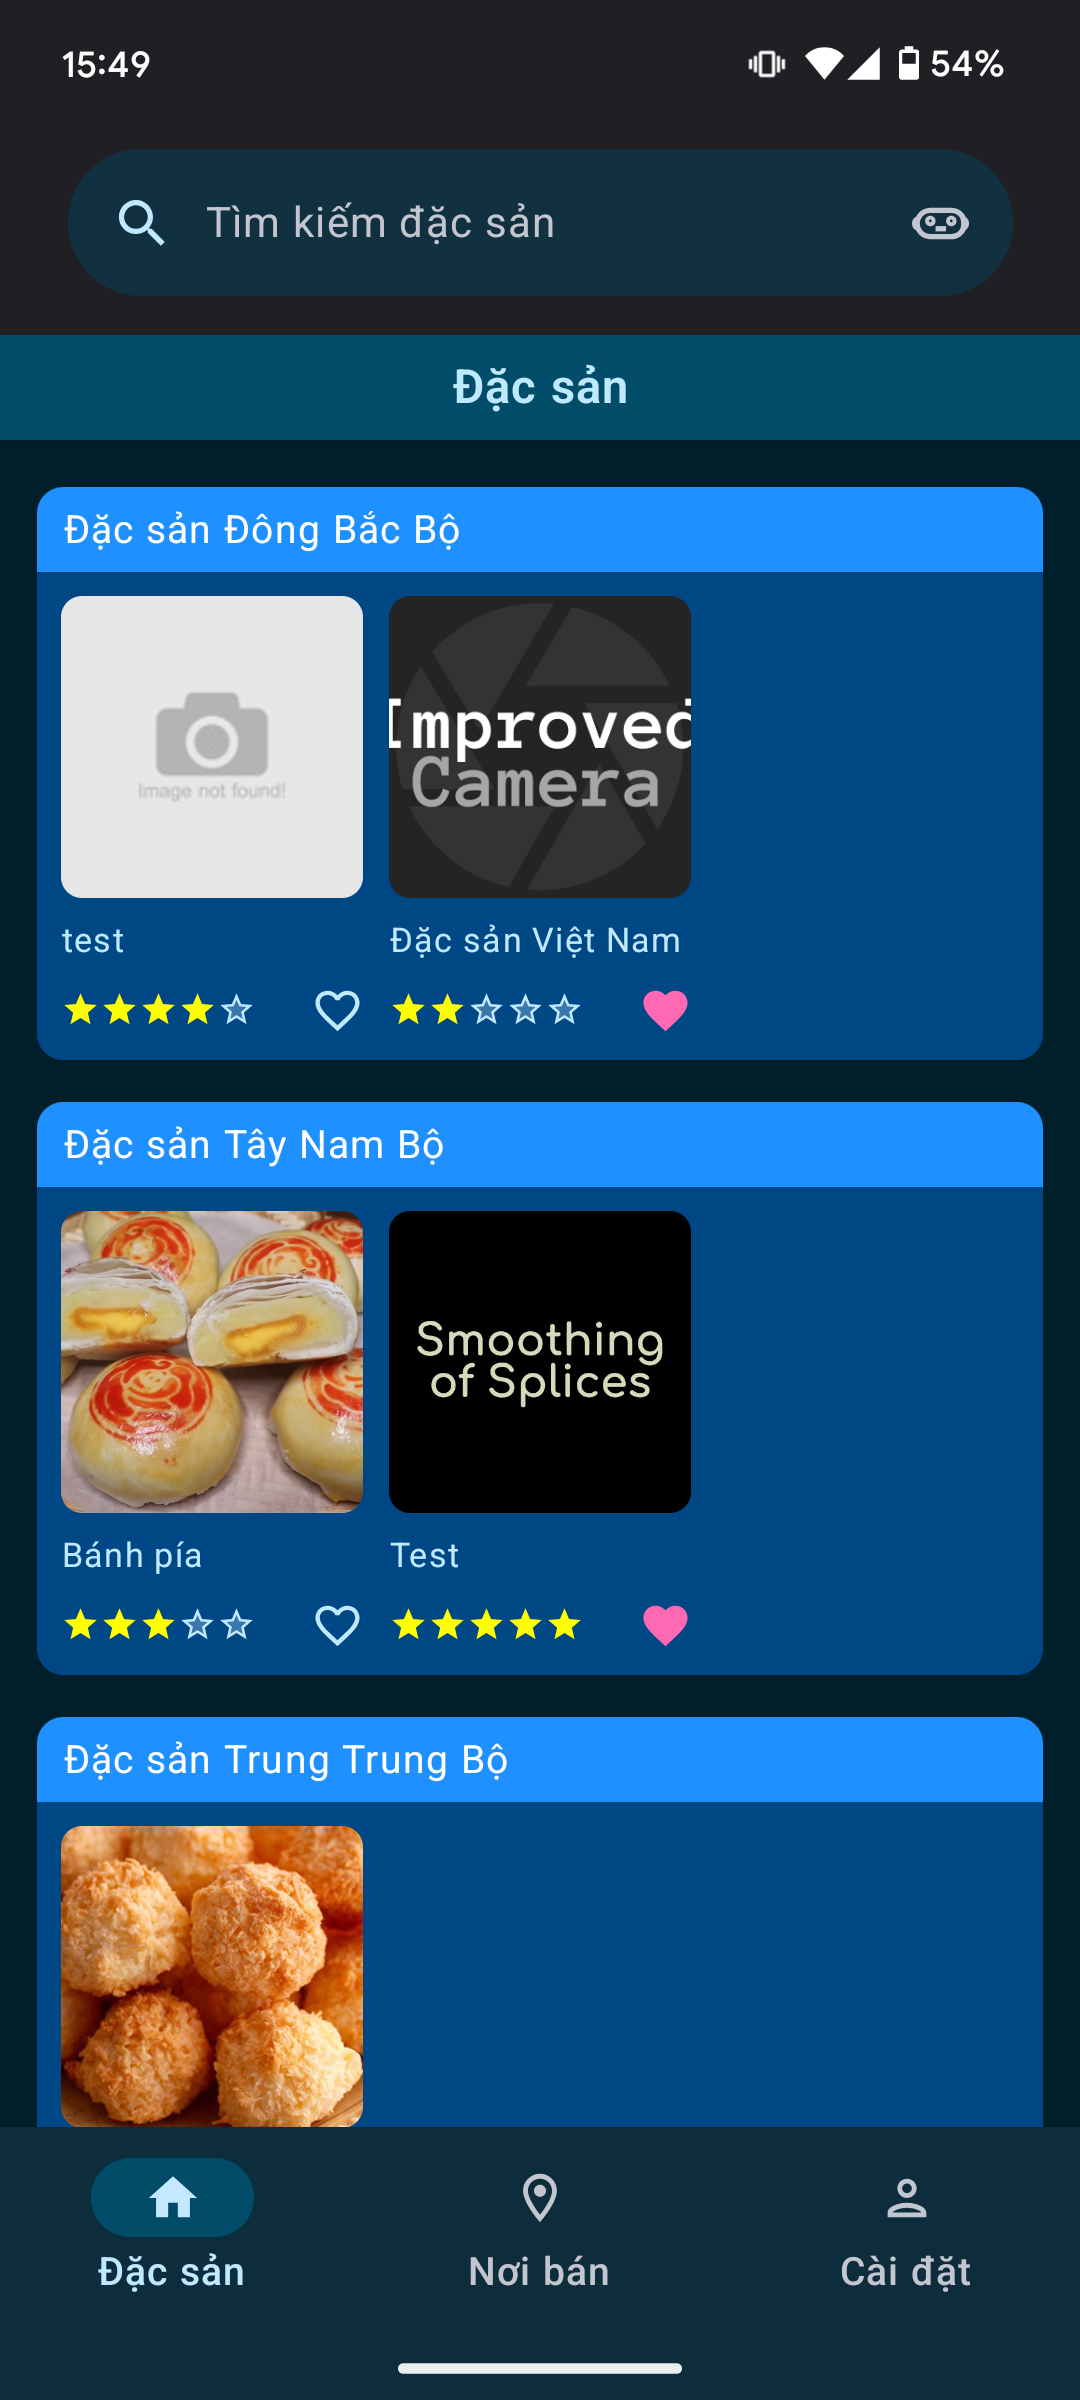 15:49
54%
Tìm kiếm đặc sản
Đặc sản
Đặc sản Đông Bắc Bộ
Image not found!
Improved
Camera
test
Đặc sản Việt Nam
Đặc sản Tây Nam Bộ
Smoothing
of Splices
Bánh pía
Test
Đặc sản Trung Trung Bộ
Đặc sản
Nơi bán
Cài đặt